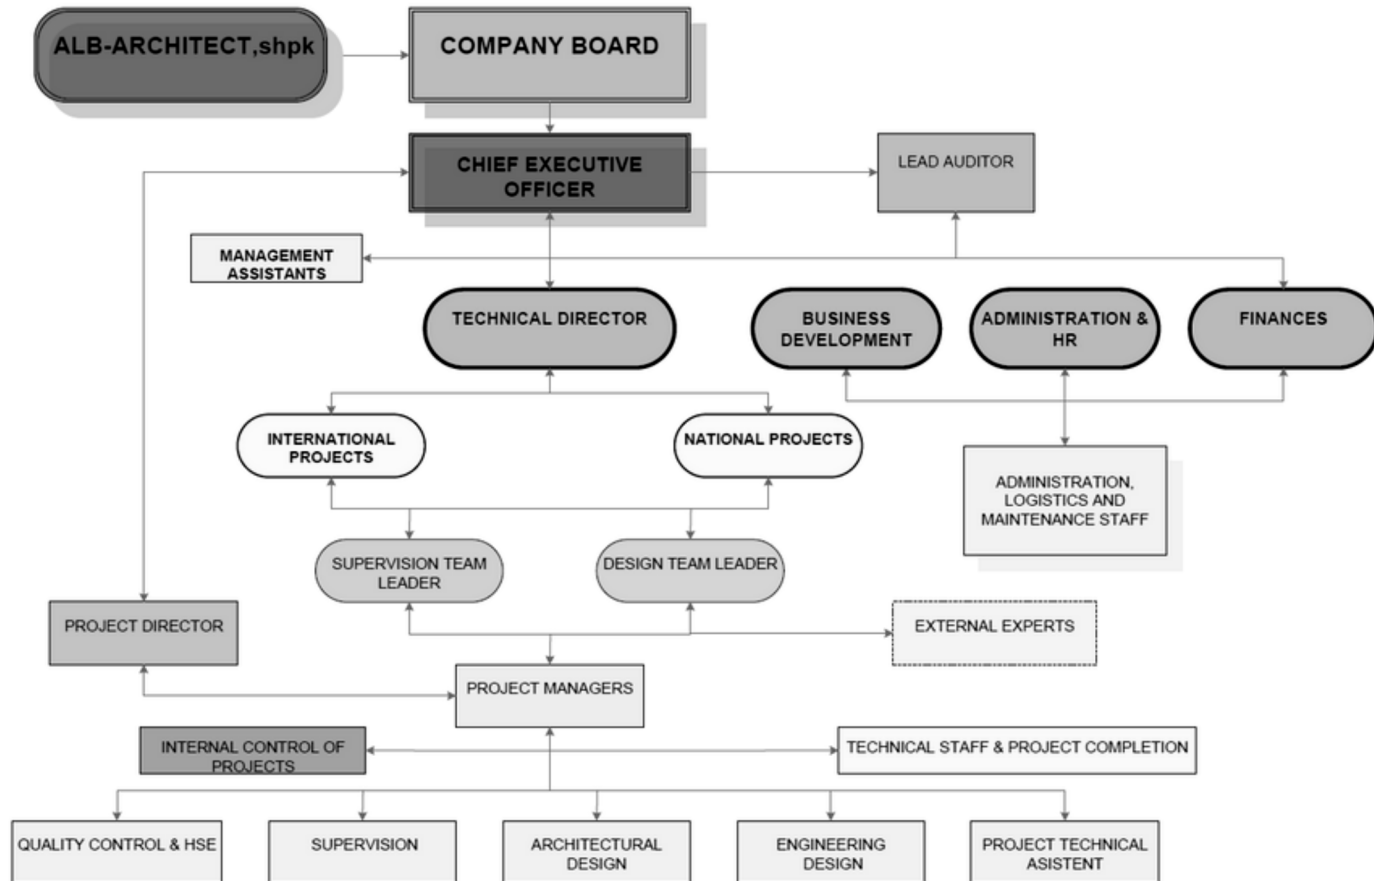 ALB-ARCHITECT,shpk
COMPANY BOARD
CHIEF EXECUTIVE
OFFICER
LEAD AUDITOR
MANAGEMENT
ASSISTANTS
TECHNICAL DIRECTOR
BUSINESS
DEVELOPMENT
ADMINISTRATION &
HR
FINANCES
INTERNATIONAL
PROJECTS
NATIONAL PROJECTS
ADMINISTRATION,
LOGISTICS AND
MAINTENANCE STAFF
SUPERVISION TEAM
LEADER
DESIGN TEAM LEADER
PROJECT DIRECTOR
EXTERNAL EXPERTS
PROJECT MANAGERS
INTERNAL CONTROL OF
PROJECTS
TECHNICAL STAFF & PROJECT COMPLETION
QUALITY CONTROL & HSE
SUPERVISION
ARCHITECTURAL
DESIGN
ENGINEERING
DESIGN
PROJECT TECHNICAL
ASISTENT